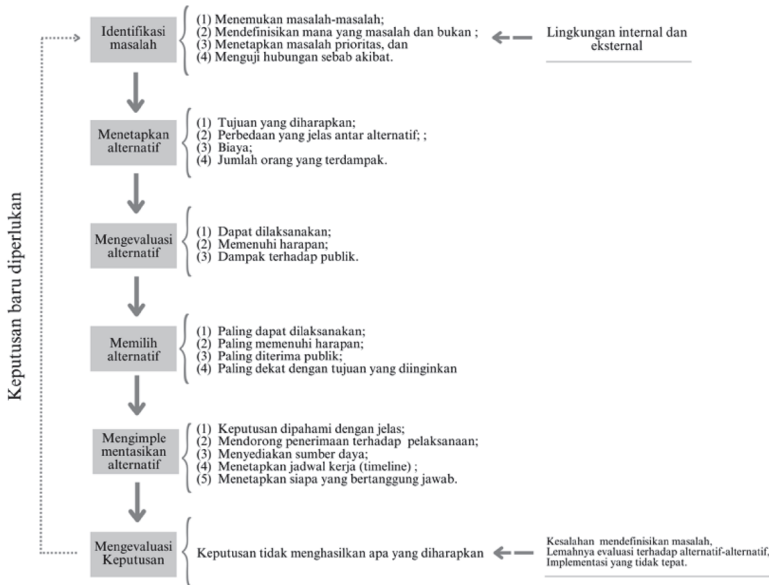 Identifikasi
masalah
(1) Menemukan masalah-masalah;
(2) Mendefinisikan mana yang masalah dan bukan ;
(3) Menetapkan masalah prioritas, dan
(4) Menguji hubungan sebab akibat.
Lingkungan internal dan
eksternal
Menetapkan
alternatif
(1) Tujuan yang diharapkan;
(2) Perbedaan yang jelas antar alternatif; ;
(3) Biaya;
(4) Jumlah orang yang terdampak.
Keputusan baru diperlukan
Mengevaluasi
alternatif
(1) Dapat dilaksanakan;
(2) Memenuhi harapan;
(3) Dampak terhadap publik.
Memilih
alternatif
(1) Paling dapat dilaksanakan;
(2) Paling memenuhi harapan;
(3) Paling diterima publik;
(4) Paling dekat dengan tujuan yang diinginkan
Mengimple
mentasikan
alternatif
(1) Keputusan dipahami dengan jelas;
(2) Mendorong penerimaan terhadap pelaksanaan;
(3) Menyediakan sumber daya;
(4) Menetapkan jadwal kerja (timeline) ;
(5) Menetapkan siapa yang bertanggung jawab.
Mengevaluasi
Keputusan
Keputusan tidak menghasilkan apa yang diharapkan
Kesalahan mendefinisikan masalah,
Lemahnya evaluasi terhadap alternatif-alternatif,
Implementasi yang tidak tepat.